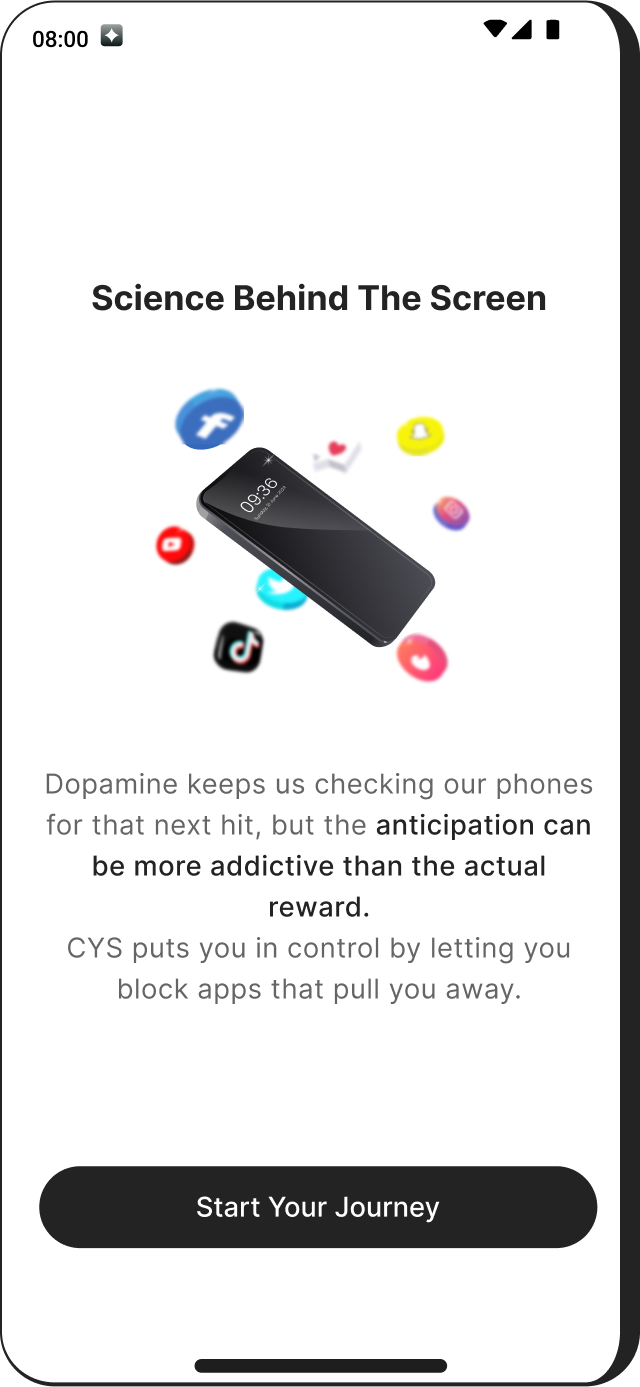 08:00
Science Behind The Screen
09:36
Dopamine keeps us checking our phones
for that next hit, but the anticipation can
be more addictive than the actual
reward.
CYS puts you in control by letting you
block apps that pull you away.
Start Your Journey